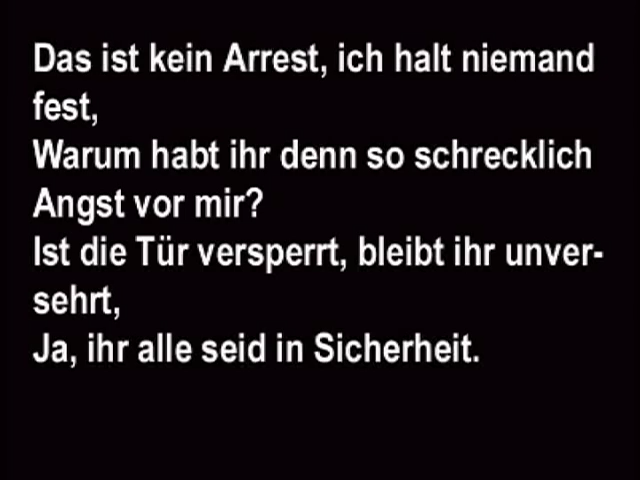 Das ist kein Arrest, ich halt niemand
fest,
Warum habt ihr denn so schrecklich
Angst vor mir?
Ist die Tür versperrt, bleibt ihr unver-
sehrt,
Ja, ihr alle seid in Sicherheit.